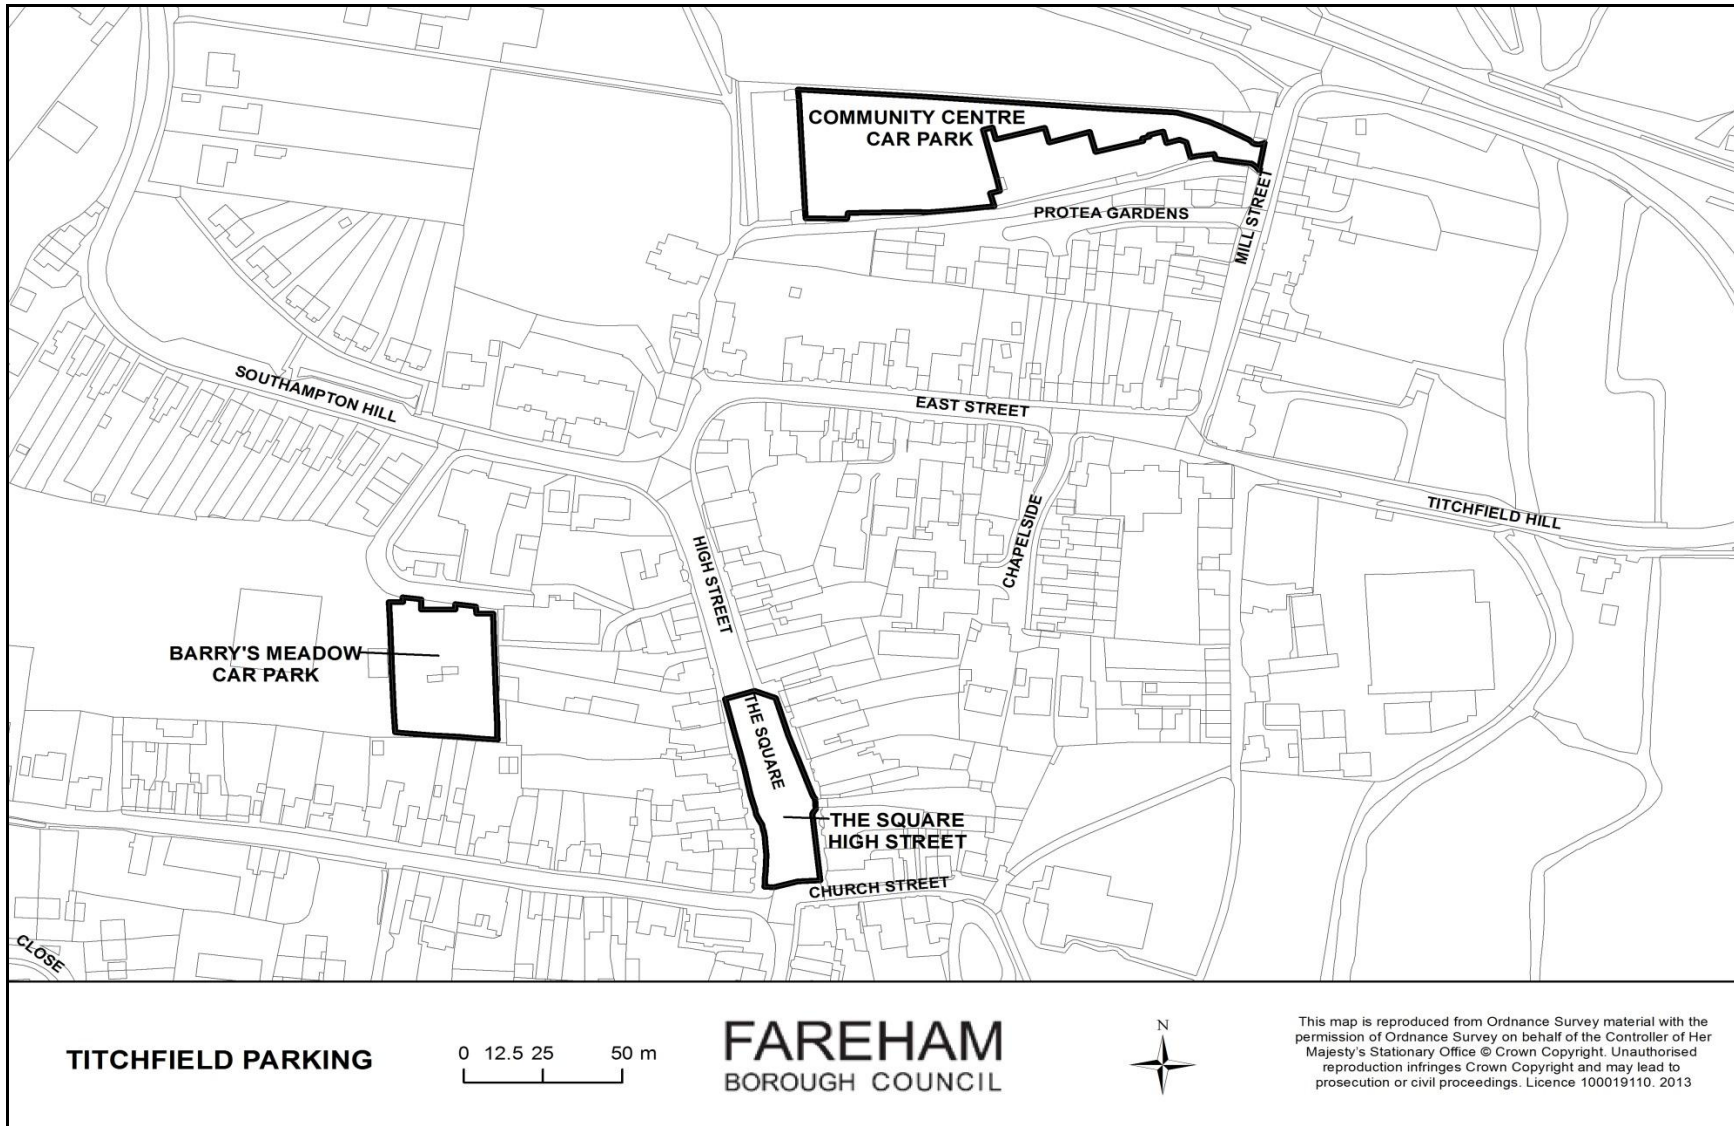 COMMUNITY CENTRE
CAR PARK
PROTEA GARDENS
MILL STREET
SOUTHAMPTON HILL
EAST STREET
TITCHFIELD HILL
CHAPELSIDE
HIGH STREET
BARRY'S MEADOW
CAR PARK
THE SQUARE
THE SQUARE
HIGH STREET
CHURCH STREET
CLOSE
TITCHFIELD PARKING
0 12.5 25 50 m
FAREHAM
BOROUGH COUNCIL
N
This map is reproduced from Ordnance Survey material with the
permission of Ordnance Survey on behalf of the Controller of Her
Majesty's Stationary Office © Crown Copyright. Unauthorised
reproduction infringes Crown Copyright and may lead to
prosecution or civil proceedings. Licence 100019110. 2013